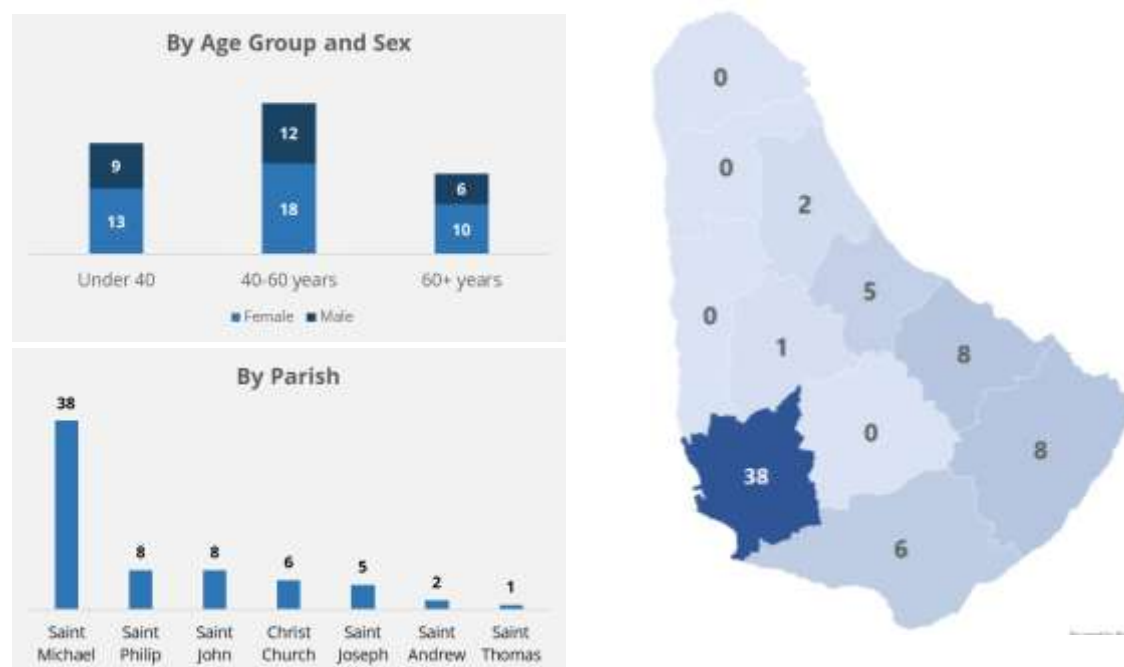 By Age Group and Sex
9 12 6
13 18 10
Under 40 40-60 years 60+ years
Female Male
By Parish
38 8 8 6 5 2 1
Saint Saint Saint Christ Saint Saint Saint
Michael Philip John Church Joseph Andrew Thomas
0
0
2
5
0
1
8
0
8
38
6